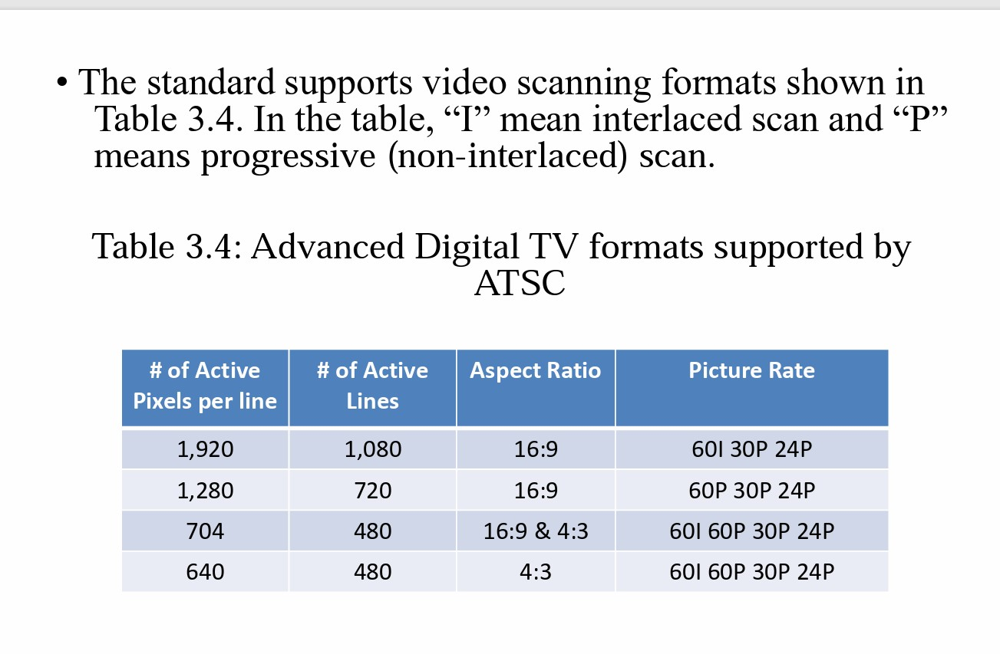 • The standard supports video scanning formats shown in
Table 3.4. In the table, “I” mean interlaced scan and “P”
means progressive (non-interlaced) scan.
Table 3.4: Advanced Digital TV formats supported by
ATSC
# of Active Pixels per line # of Active Lines Aspect Ratio Picture Rate
1,920 1,080 16:9 60I 30P 24P
1,280 720 16:9 60P 30P 24P
704 480 16:9 & 4:3 60I 60P 30P 24P
640 480 4:3 60I 60P 30P 24P